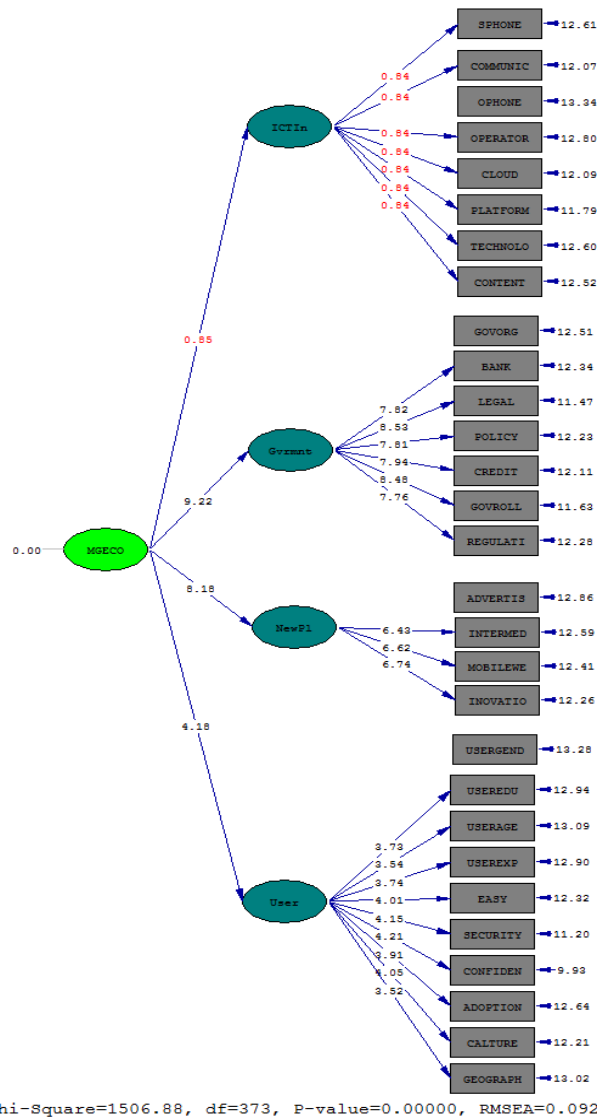 SPHONE 12.61
COMMUNIC 12.07
0.84
0.84
OPHONE 13.34
ICTIn
OPERATOR 12.80
0.84
0.84
CLOUD 12.09
0.84
0.84
PLATFORM 11.79
0.84
TECHNOLO 12.60
CONTENT 12.52
0.85
GOVORG 12.51
BANK 12.34
LEGAL 11.47
7.82
8.53
POLICY 12.23
7.81
Gvrmnt
7.94
CREDIT 12.11
8.48
7.76
GOVROLL 11.63
9.22
REGULATI 12.28
0.00 MGECO
8.18
ADVERTIS 12.86
NewPl
6.43
INTERMED 12.59
6.62
6.74
MOBILEWE 12.41
INOVATIO 12.26
4.18
USERGEND 13.28
USEREDU 12.94
USERAGE 13.09
3.73
3.54
USEREXP 12.90
3.74
4.01
User
EASY 12.32
4.15
4.21
SECURITY 11.20
3.91
CONFIDEN 9.93
4.05
3.52
ADOPTION 12.64
CALTURE 12.21
GEOGRAPH 13.02
hi-Square=1506.88, df=373, P-value=0.00000, RMSEA=0.092